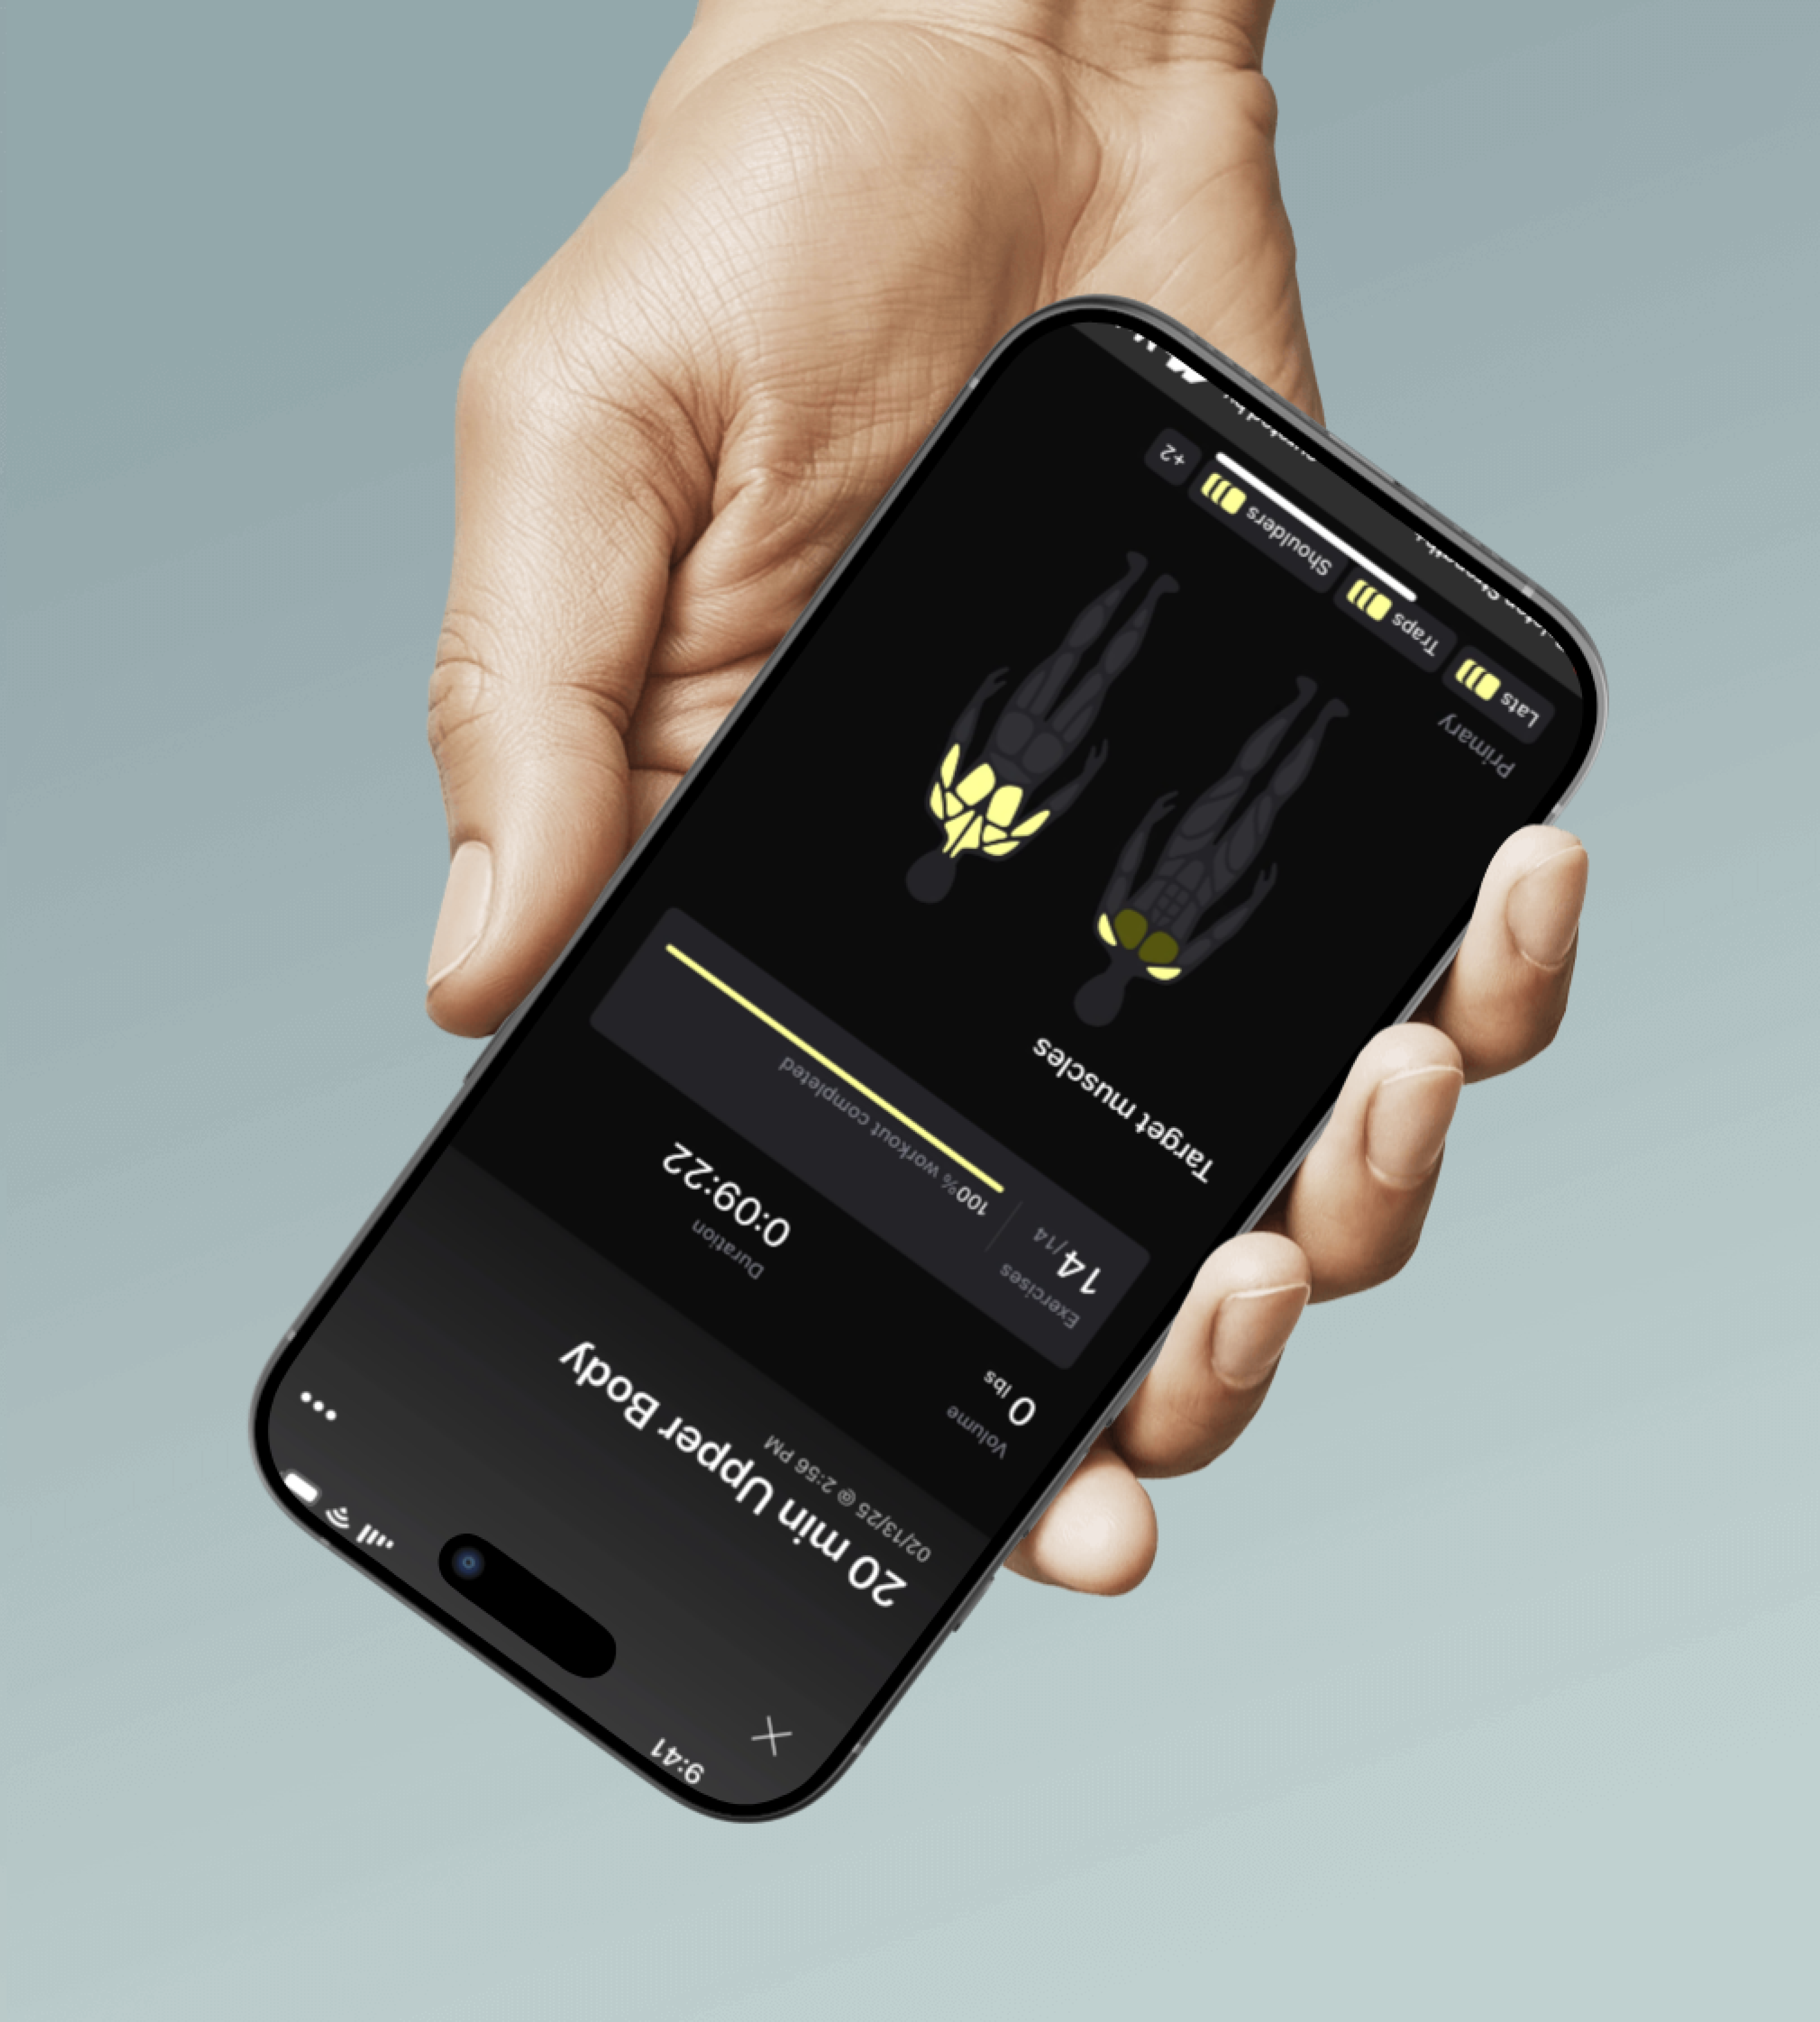 9:41
20 min Upper Body
02/13/25 @ 2:56 PM
Volume
0 lbs
Duration
0:09:22
Exercises
14/14
100% workout completed
Target muscles
Primary
Lats
Traps
Shoulders
+2